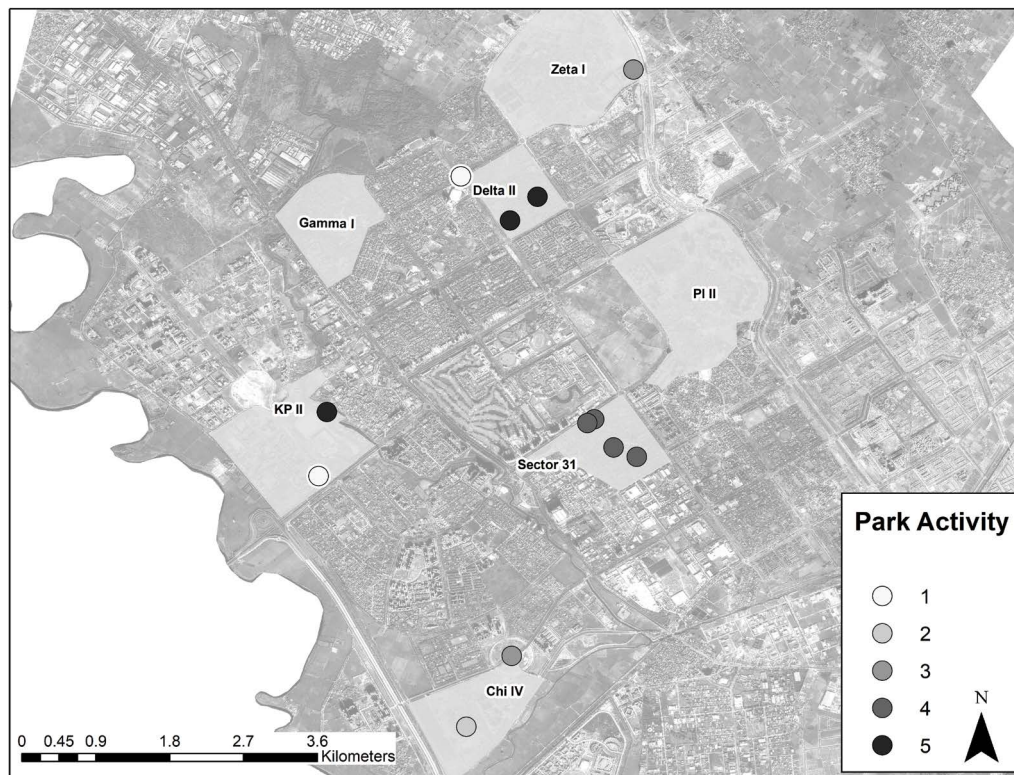 Zeta I
Delta II
Gamma I
PI II
KP II
Sector 31
Chi IV
Park Activity
1
2
3
4
5
N
0 0.45 0.9 1.8 2.7 3.6
Kilometers